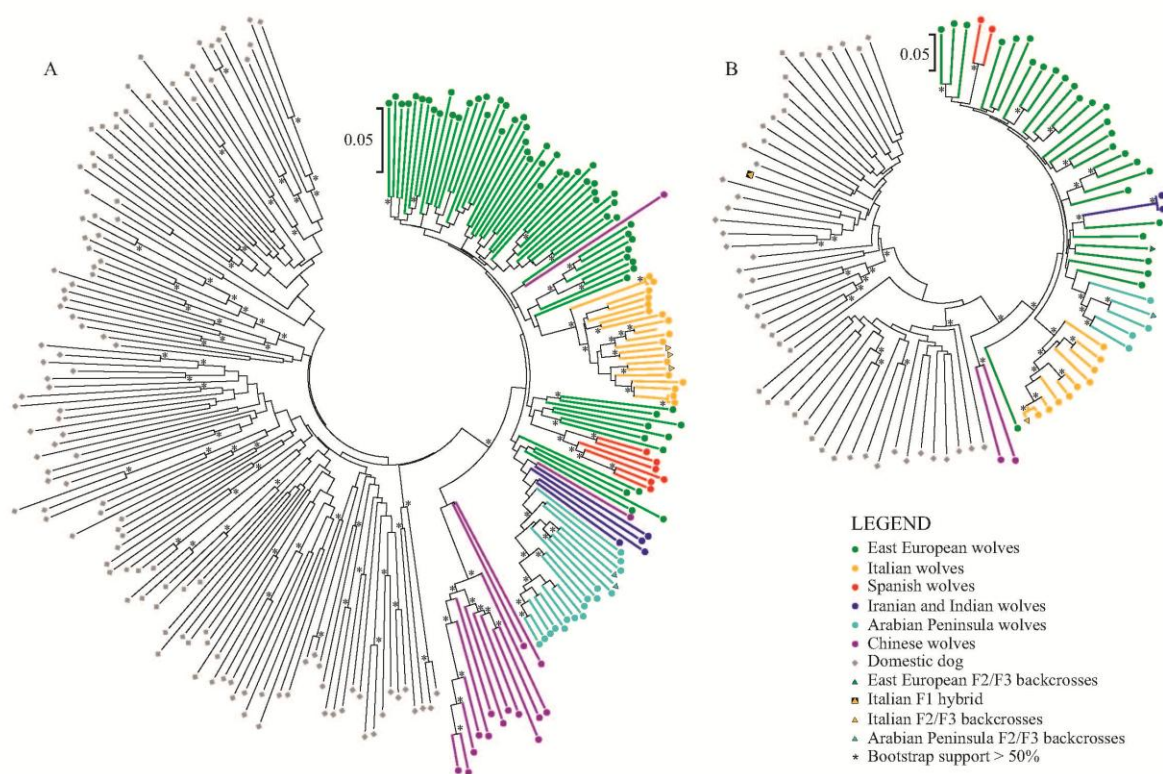 A
0.05
B
0.05
LEGEND
East European wolves
Italian wolves
Spanish wolves
Iranian and Indian wolves
Arabian Peninsula wolves
Chinese wolves
Domestic dog
East European F2/F3 backcrosses
Italian F1 hybrid
Italian F2/F3 backcrosses
Arabian Peninsula F2/F3 backcrosses
* Bootstrap support > 50%